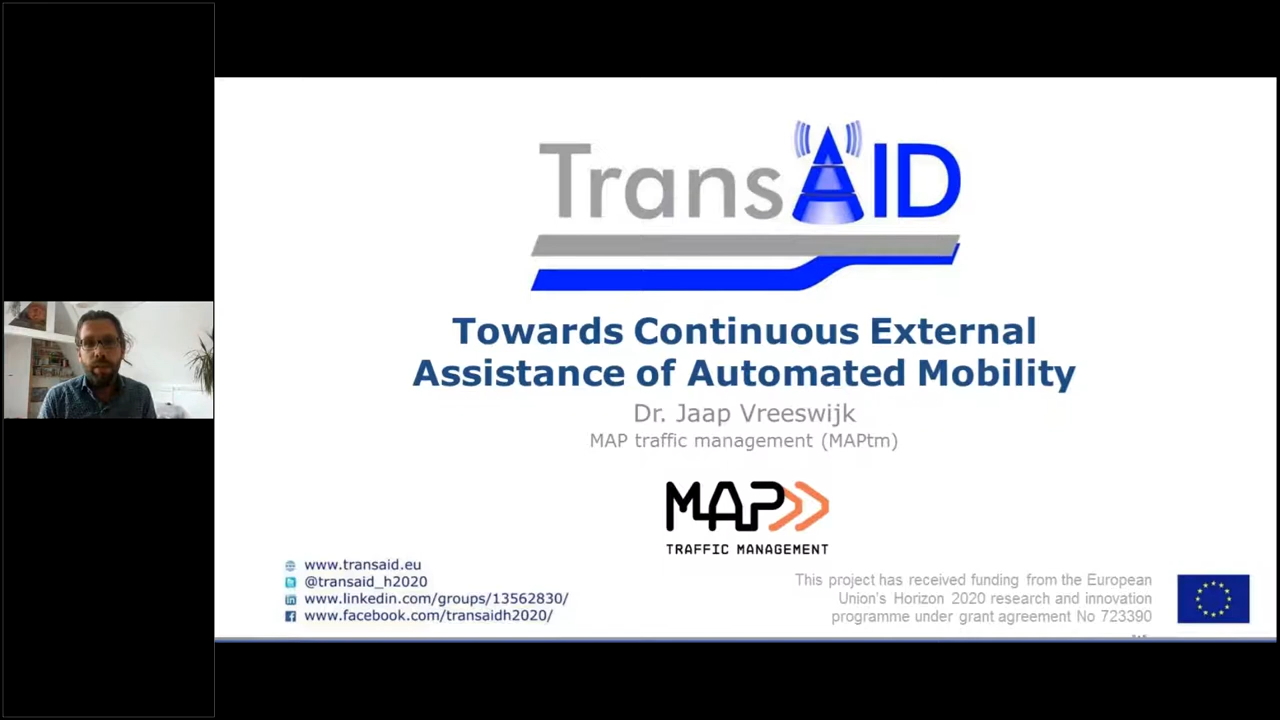 TransAID
Towards Continuous External
Assistance of Automated Mobility
Dr. Jaap Vreeswijk
MAP traffic management (MAPtm)
MAP
TRAFFIC MANAGEMENT
www.transaid.eu
@transaid_h2020
www.linkedin.com/groups/13562830/
www.facebook.com/transaidh2020/
This project has received funding from the European
Union's Horizon 2020 research and innovation
programme under grant agreement No 723390